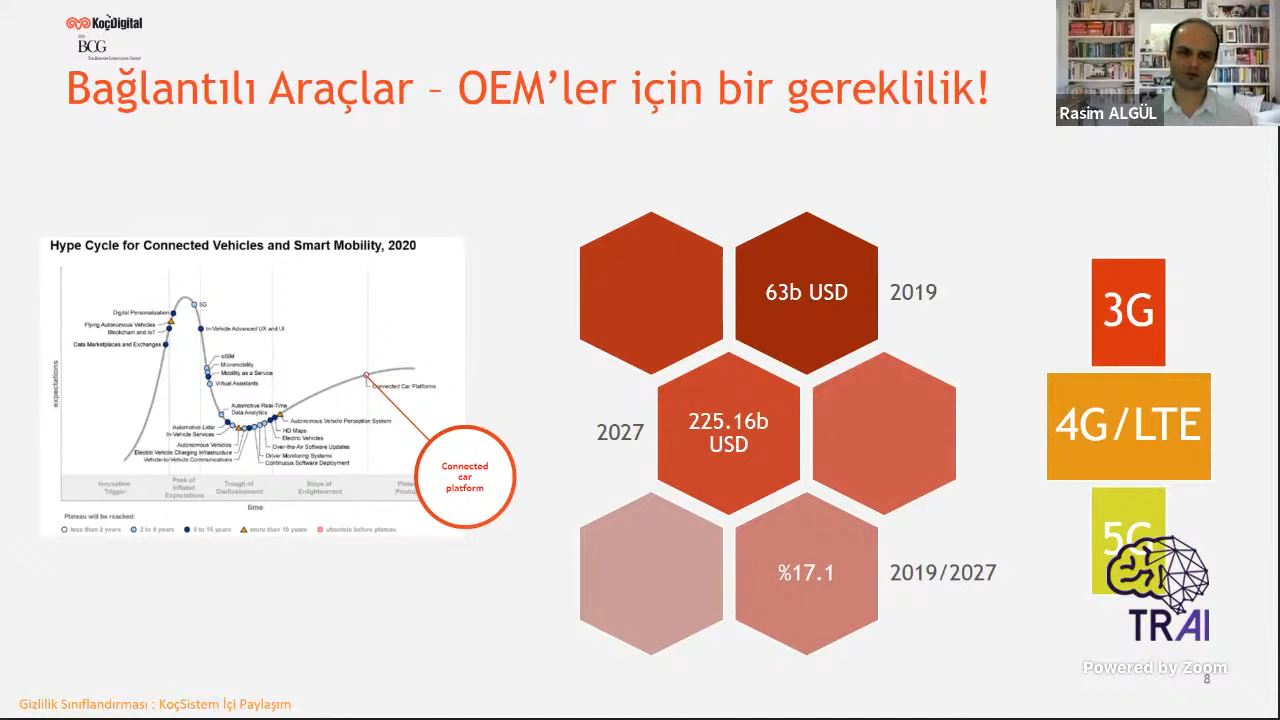 KoçDigital
BCG
THE BOSTON CONSULTING GROUP
Bağlantılı Araçlar – OEM’ler için bir gereklilik!
Rasim ALGÜL
Hype Cycle for Connected Vehicles and Smart Mobility, 2020
expectations
5G
Digital Personalization
Flying Autonomous Vehicles
Blockchain and IoT
In-Vehicle Advanced UX and UI
Data Marketplaces and Exchanges
eSIM
Micromobility
Mobility as a Service
Virtual Assistants
Connected Car Platforms
Automotive Real-Time
Data Analytics
Autonomous Vehicle Perception System
Automotive Lidar
In-Vehicle Services
HD Maps
Electric Vehicles
Autonomous Vehicles
Over-the-Air Software Updates
Electric Vehicle Charging Infrastructure
Driver Monitoring Systems
Vehicle-to-Vehicle Communications
Continuous Software Deployment
Innovation
Trigger
Peak of
Inflated
Expectations
Trough of
Disillusionment
Slope of
Enlightenment
time
Plateau will be reached:
less than 2 years
2 to 5 years
5 to 10 years
more than 10 years
obsolete before plateau
Connected
car
platform
63b USD
2019
2027
225.16b
USD
%17.1
2019/2027
3G
4G/LTE
5G
TRAI
Powered by Zoom
8
Gizlilik Sınıflandırması : KoçSistem İçi Paylaşım